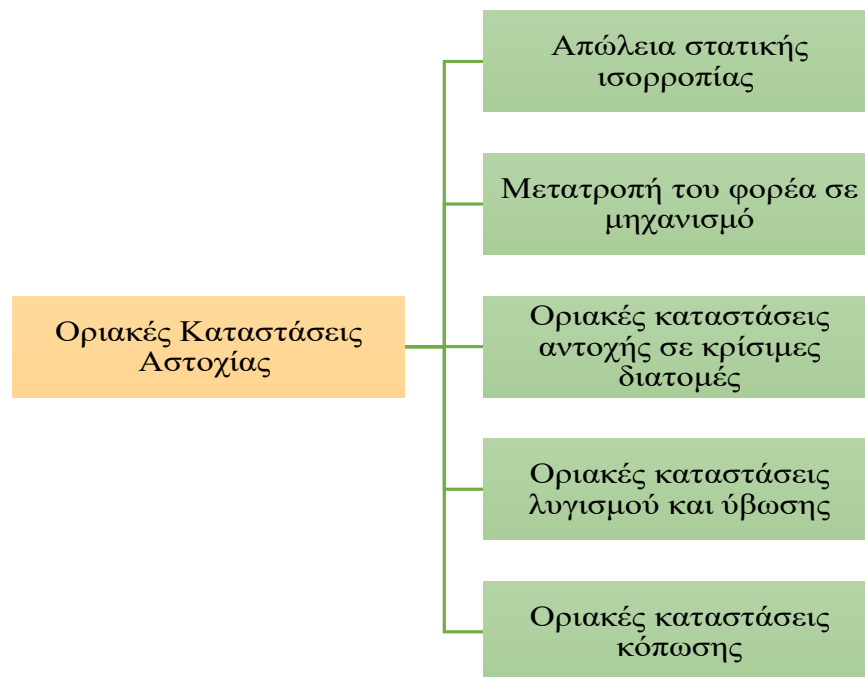 Απώλεια στατικής
ισορροπίας
Μετατροπή του φορέα σε
μηχανισμό
Οριακές Καταστάσεις
Αστοχίας
Οριακές καταστάσεις
αντοχής σε κρίσιμες
διατομές
Οριακές καταστάσεις
λυγισμού και ύβωσης
Οριακές καταστάσεις
κόπωσης